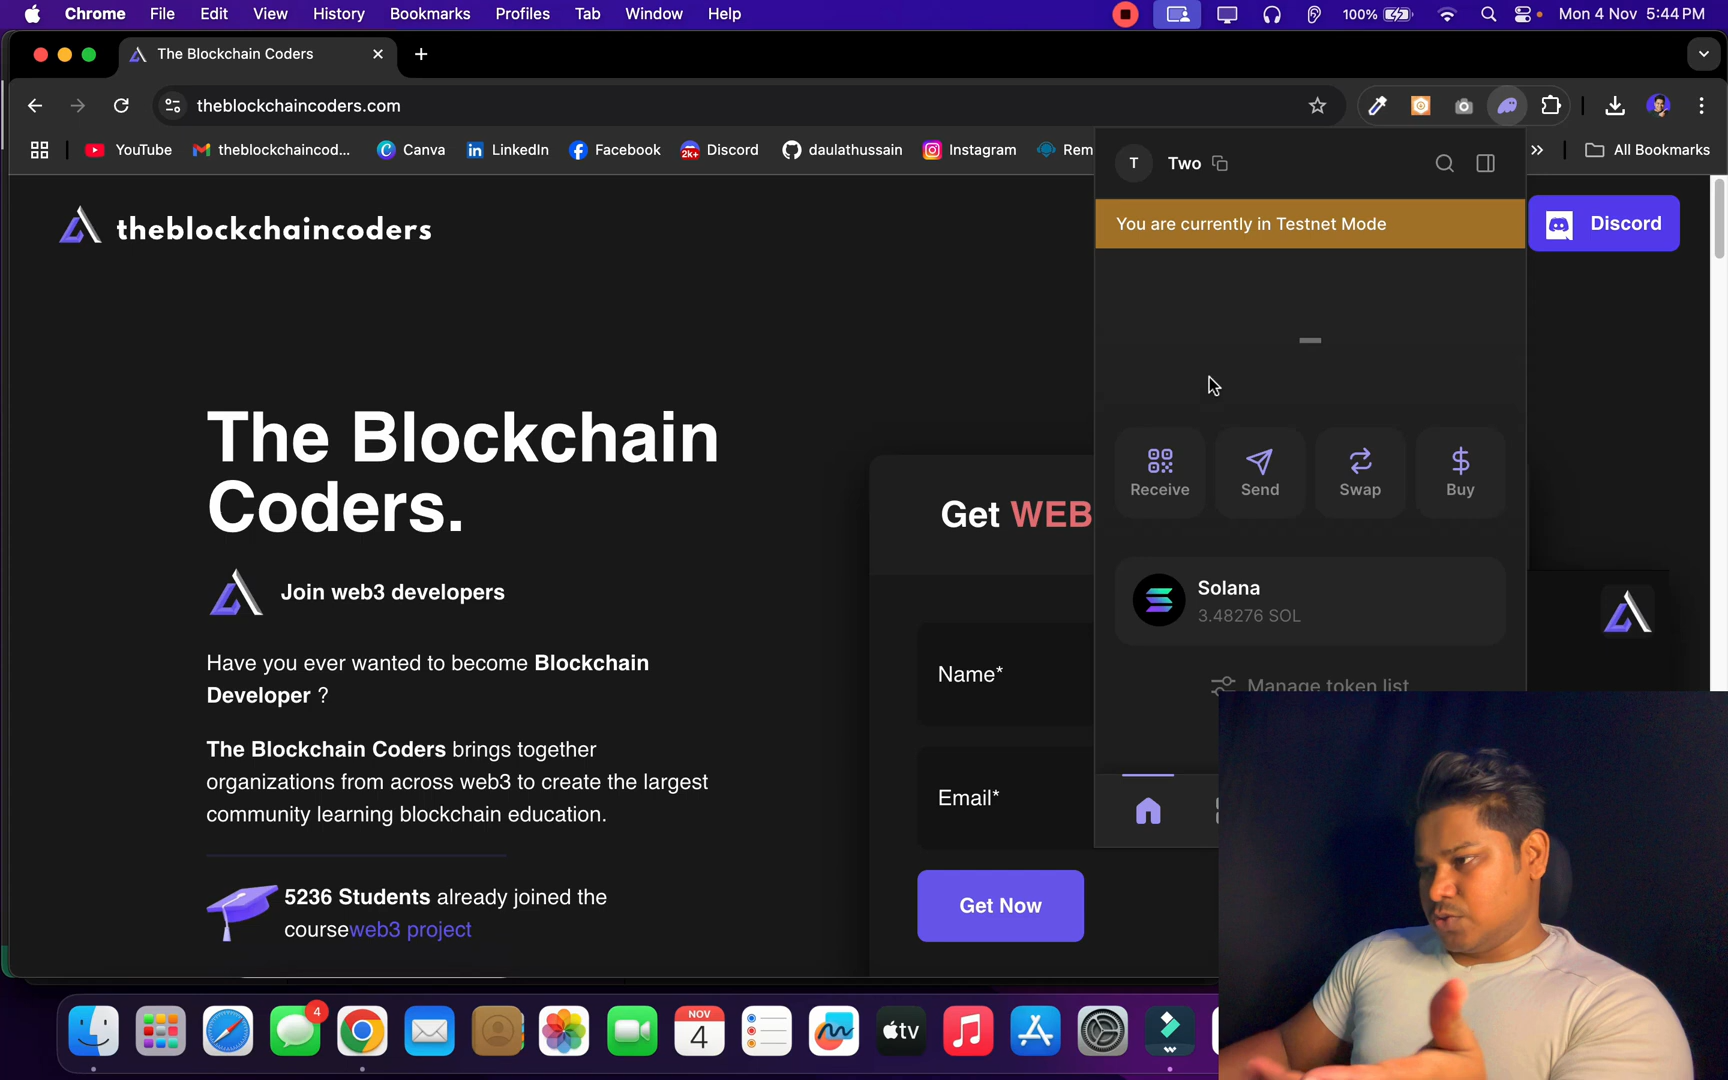 Chrome File Edit View History Bookmarks Profiles Tab Window Help 100% Mon 4 Nov 5:44 PM
The Blockchain Coders
theblockchaincoders.com
YouTube theblockchaincod... Canva LinkedIn Facebook 2k+ Discord daulathussain Instagram Rem » All Bookmarks
T Two
You are currently in Testnet Mode
theblockchaincoders
Discord
The Blockchain
Coders.
Join web3 developers
Have you ever wanted to become Blockchain
Developer ?
The Blockchain Coders brings together
organizations from across web3 to create the largest
community learning blockchain education.
5236 Students already joined the
courseweb3 project
Get WEB
Name*
Email*
Get Now
Receive Send Swap Buy
Solana
3.48276 SOL
Manage token list
4 NOV 4 tv